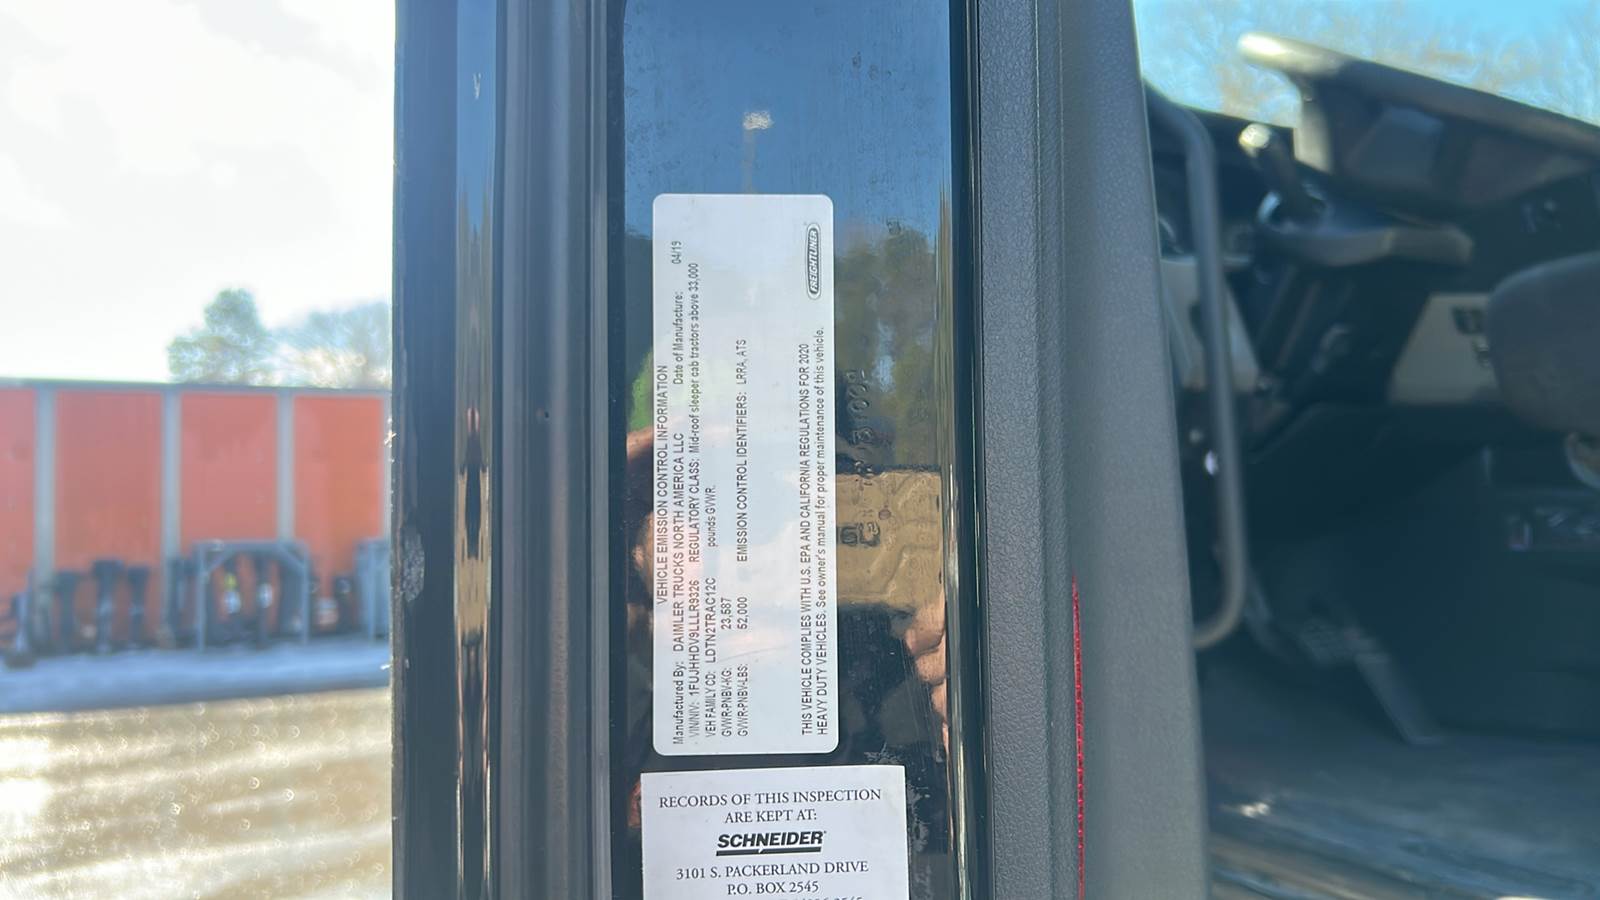 VEHICLE EMISSION CONTROL INFORMATION
Manufactured By: DAIMLER TRUCKS NORTH AMERICA LLC Date of Manufacture: 04/19
VIN/NIV: 1FUJHHDV9LLLR9326 REGULATORY CLASS: Mid-roof sleeper cab tractors above 33,000
VEH FAMILY CD: LDTN2TRAC12C pounds GVWR.
GVWR-PNBV-KG: 23,587
GVWR-PNBV-LBS: 52,000 EMISSION CONTROL IDENTIFIERS: LRRA, ATS
THIS VEHICLE COMPLIES WITH U.S. EPA AND CALIFORNIA REGULATIONS FOR 2020
HEAVY DUTY VEHICLES. See owner's manual for proper maintenance of this vehicle.
FREIGHTLINER
RECORDS OF THIS INSPECTION
ARE KEPT AT:
SCHNEIDER
3101 S. PACKERLAND DRIVE
P.O. BOX 2545